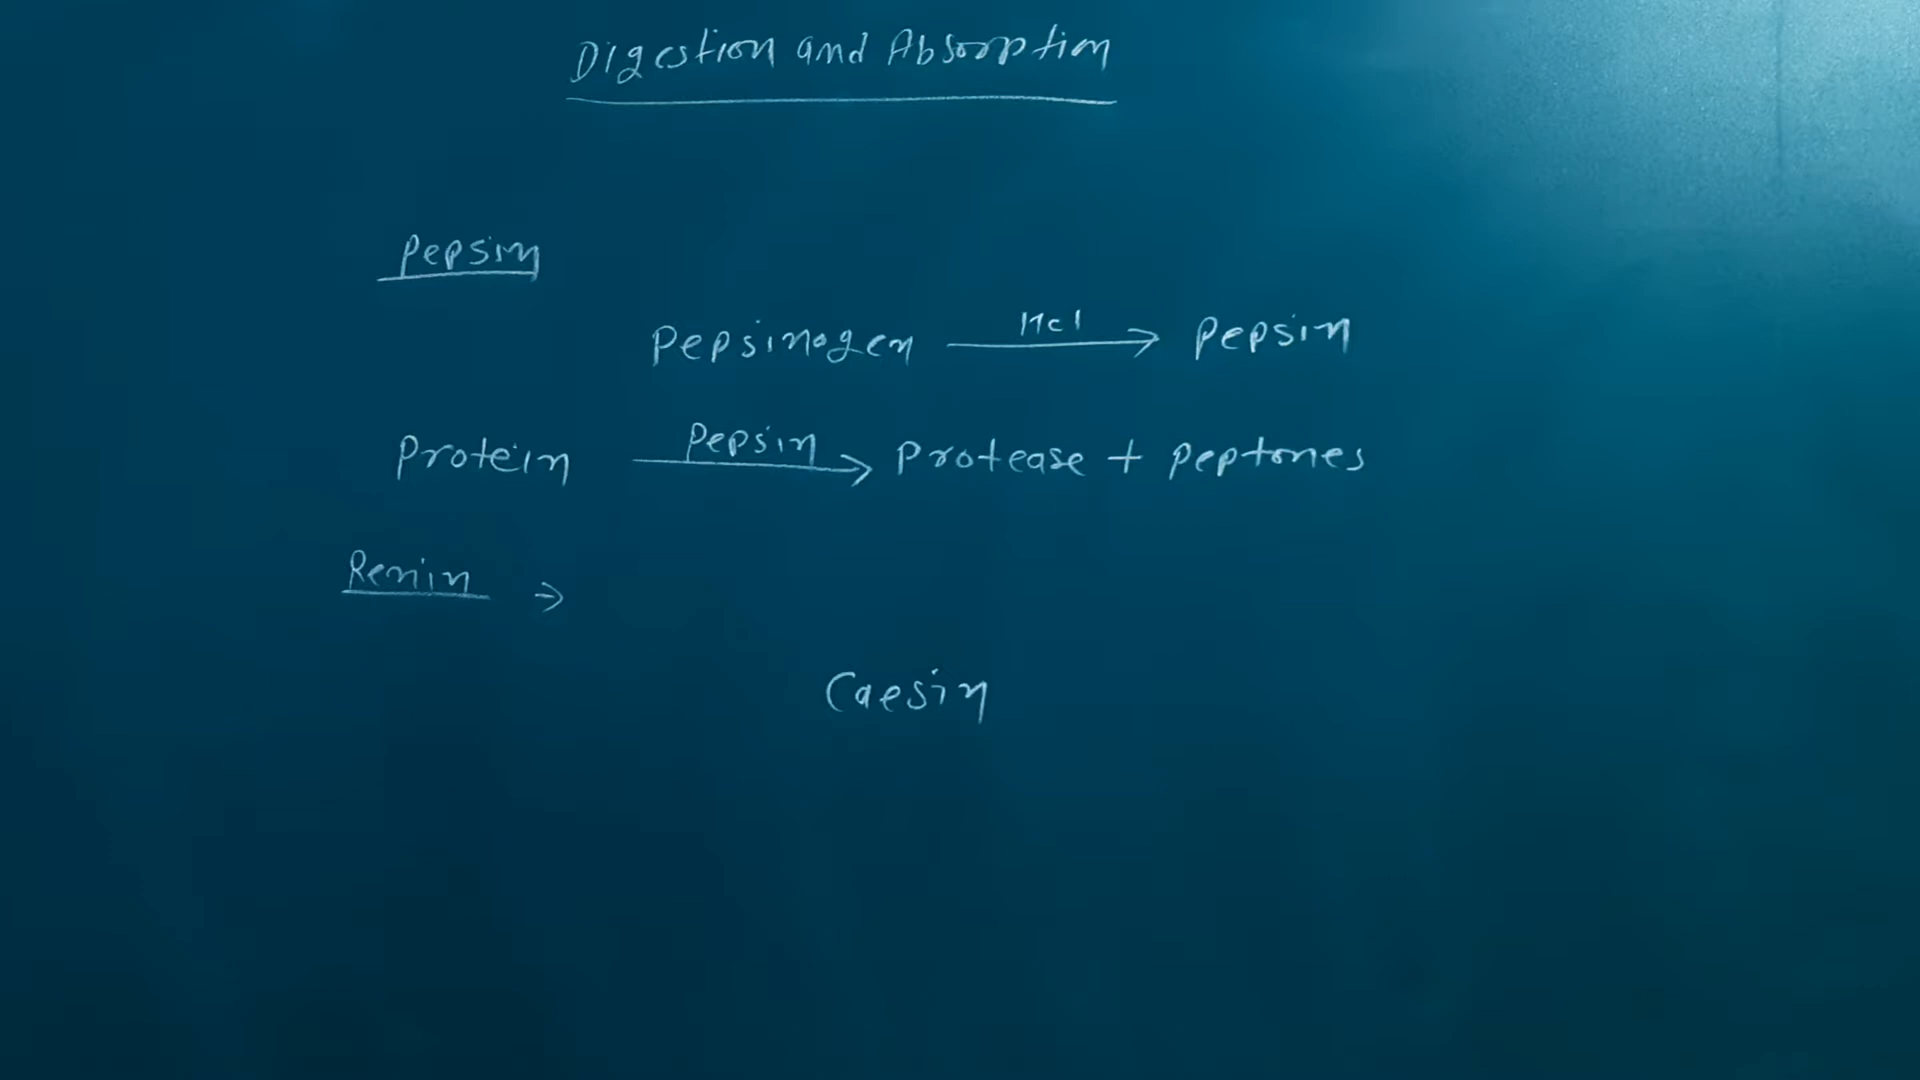 Digestion and Absorption
Pepsin
Pepsinogen HCl → Pepsin
Protein Pepsin → Protease + Peptones
Renin →
Caesin